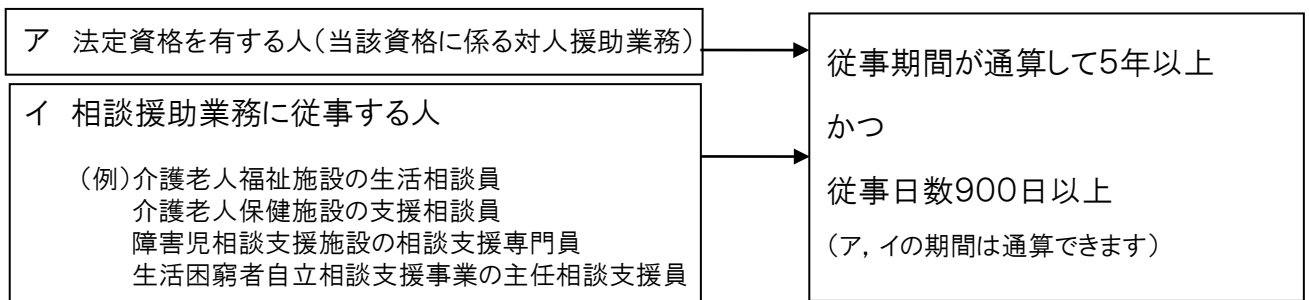 ア 法定資格を有する人(当該資格に係る対人援助業務)
イ 相談援助業務に従事する人
(例)介護老人福祉施設の生活相談員
介護老人保健施設の支援相談員
障害児相談支援施設の相談支援専門員
生活困窮者自立相談支援事業の主任相談支援員
従事期間が通算して5年以上
かつ
従事日数900日以上
(ア,イの期間は通算できます)